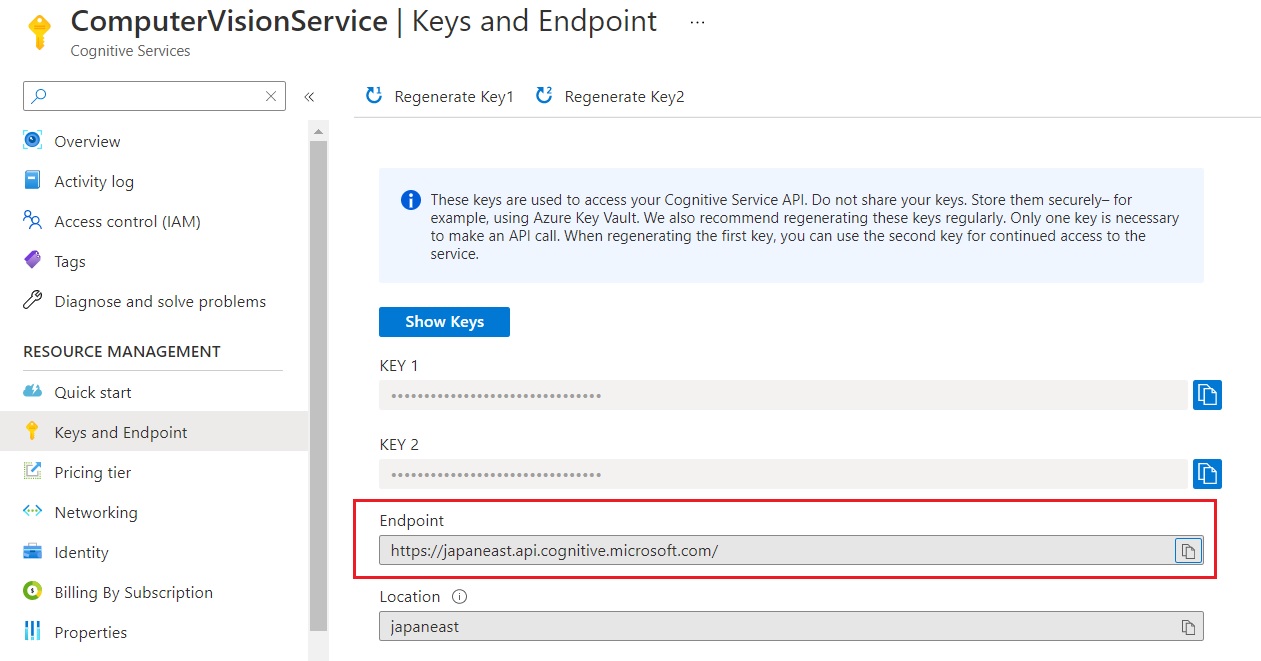 ComputerVisionService | Keys and Endpoint ...
Cognitive Services
«
Regenerate Key1
Regenerate Key2
Overview
Activity log
Access control (IAM)
Tags
Diagnose and solve problems
RESOURCE MANAGEMENT
Quick start
Keys and Endpoint
Pricing tier
Networking
Identity
Billing By Subscription
Properties
These keys are used to access your Cognitive Service API. Do not share your keys. Store them securely– for
example, using Azure Key Vault. We also recommend regenerating these keys regularly. Only one key is necessary
to make an API call. When regenerating the first key, you can use the second key for continued access to the
service.
Show Keys
KEY 1
••••••••••••••••••••••••••••••••
KEY 2
••••••••••••••••••••••••••••••••
Endpoint
https://japaneast.api.cognitive.microsoft.com/
Location
japaneast